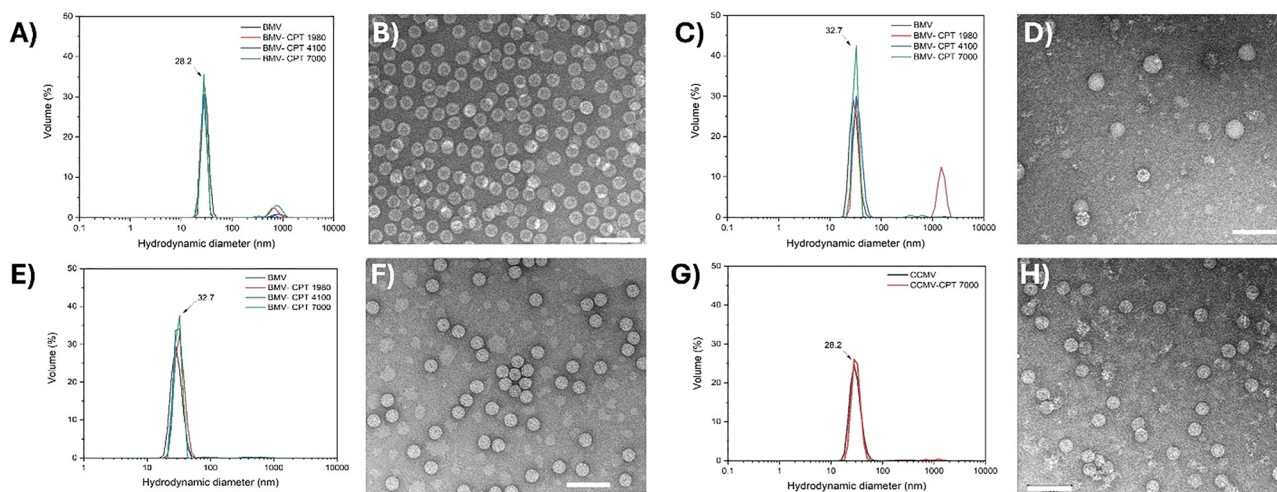 A)
50
40
30
20
10
0
Volume (%)
28.2
BMV
BMV- CPT 1980
BMV- CPT 4100
BMV- CPT 7000
0.1 1 10 100 1000 10000
Hydrodynamic diameter (nm)
B)
C)
50
40
30
20
10
0
Volume (%)
32.7
BMV
BMV- CPT 1980
BMV- CPT 4100
BMV- CPT 7000
0.1 1 10 100 1000 10000
Hydrodynamic diameter (nm)
D)
E)
50
40
30
20
10
0
Volume (%)
32.7
BMV
BMV- CPT 1980
BMV- CPT 4100
BMV- CPT 7000
1 10 100 1000 10000
Hydrodynamic diameter (nm)
F)
G)
50
40
30
20
10
0
Volume (%)
28.2
CCMV
CCMV-CPT 7000
0.1 1 10 100 1000 10000
Hydrodynamic diameter (nm)
H)